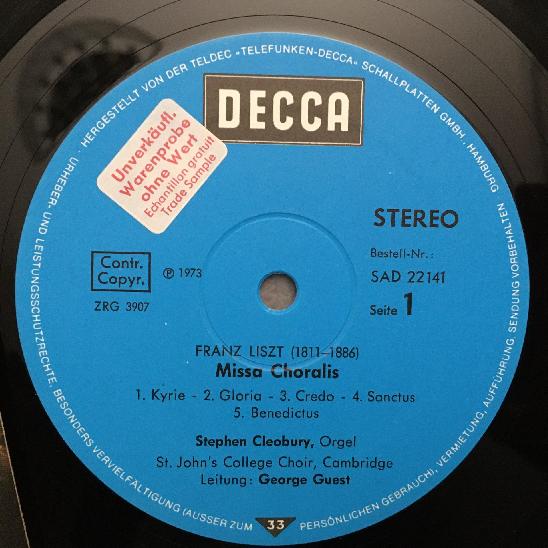 · HERGESTELLT VON DER TELDEC »TELEFUNKEN-DECCA« SCHALLPLATTEN GMBH · HAMBURG ·
URHEBER- UND LEISTUNGSSCHUTZRECHTE, BESONDERS VERVIELFÄLTIGUNG (AUSSER ZUM PERSÖNLICHEN GEBRAUCH), VERMIETUNG, AUFFÜHRUNG, SENDUNG VORBEHALTEN
DECCA
Unverkäufl.
Warenprobe
ohne Wert
Echantillon gratuit
Trade Sample
STEREO
Contr.
Copyr.
ZRG 3907
℗ 1973
Bestell-Nr.:
SAD 22141
Seite 1
FRANZ LISZT (1811-1886)
Missa Choralis
1. Kyrie - 2. Gloria - 3. Credo - 4. Sanctus
5. Benedictus
Stephen Cleobury, Orgel
St. John's College Choir, Cambridge
Leitung: George Guest
33